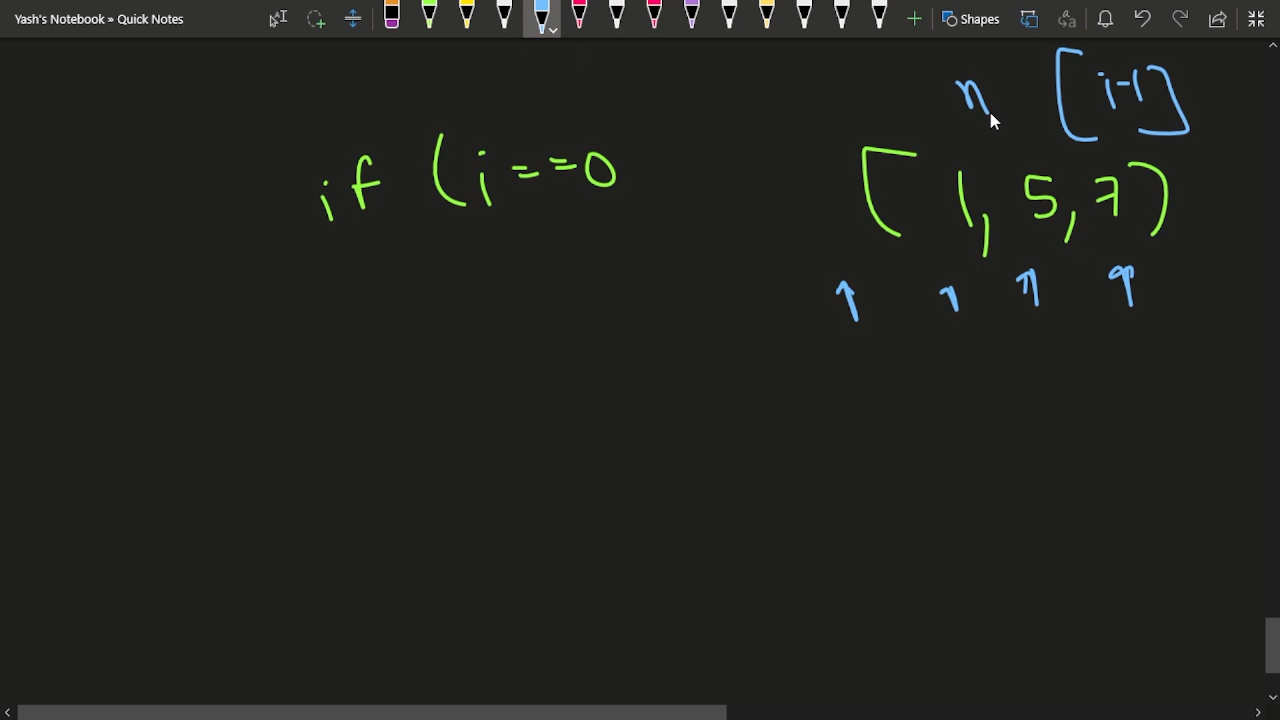 Yash's Notebook » Quick Notes
Shapes
n [i-1]
if (i==0
[1, 5, 7)